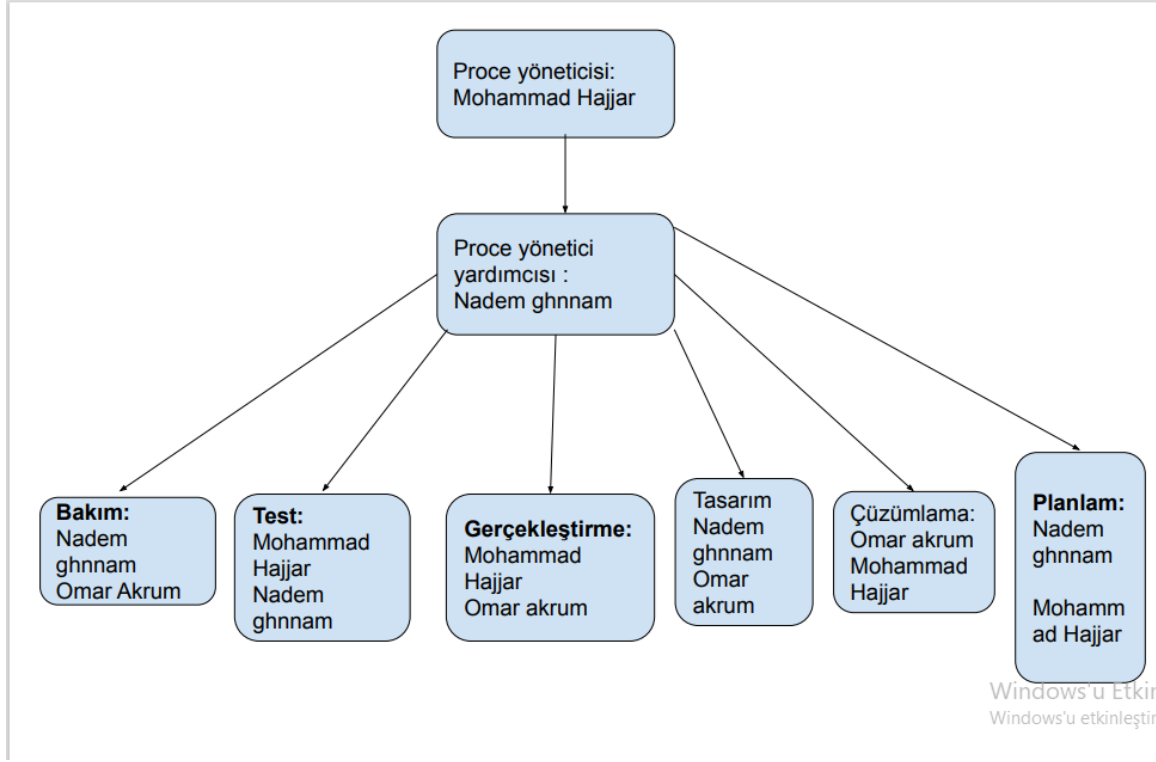 Proce yöneticisi:
Mohammad Hajjar
Proce yönetici
yardımcısı :
Nadem ghnnam
Bakım:
Nadem
ghnnam
Omar Akrum
Test:
Mohammad
Hajjar
Nadem
ghnnam
Gerçekleştirme:
Mohammad
Hajjar
Omar akrum
Tasarım
Nadem
ghnnam
Omar
akrum
Çüzümlama:
Omar akrum
Mohammad
Hajjar
Planlam:
Nadem
ghnnam
Mohamm
ad Hajjar
Windows'u Etkin
Windows'u etkinleştir